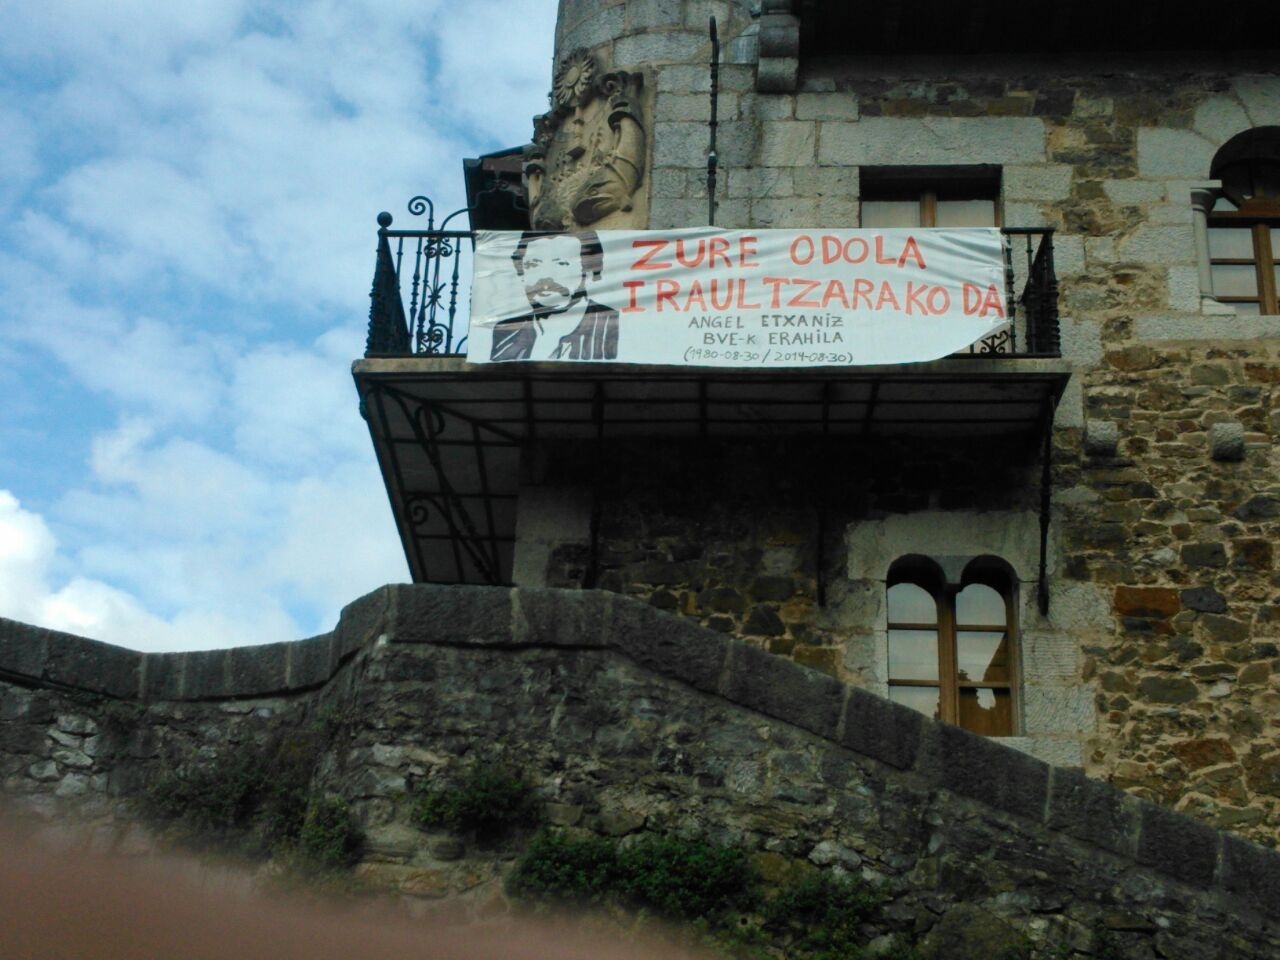 ZURE ODOLA
IRAULTZARAKO DA
ANGEL ETXANiZ
BVE-K ERAHiLA
(1980-08-30/2014-08-30)